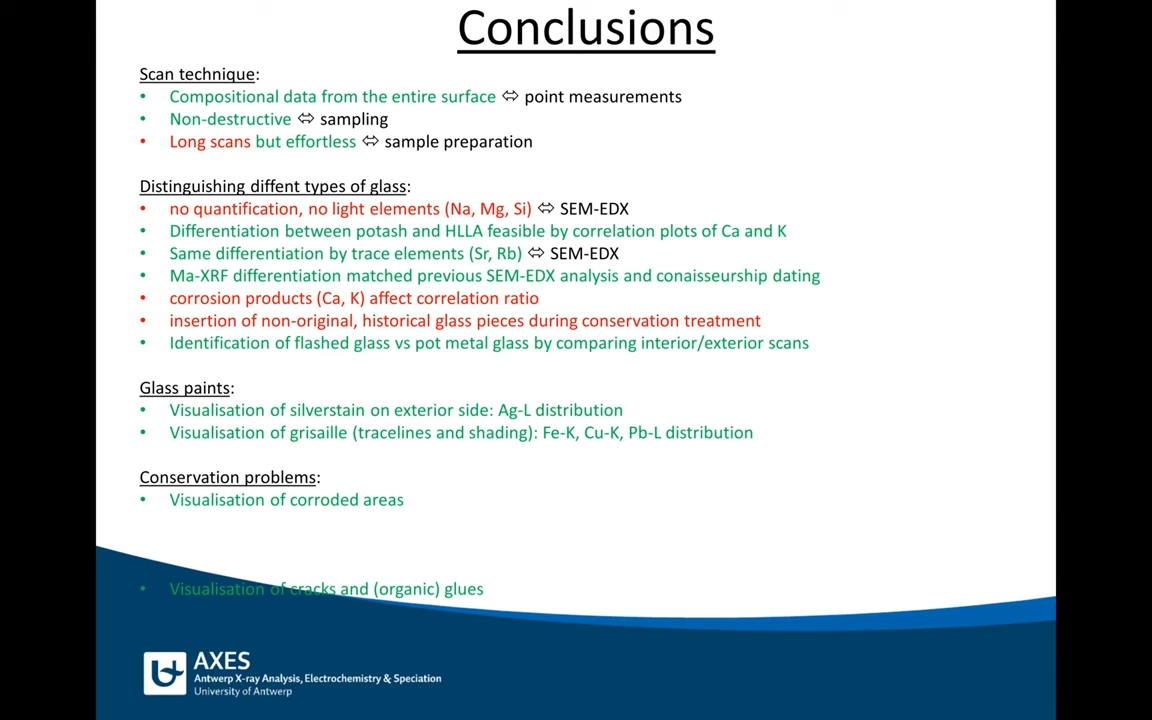 Conclusions
Scan technique:
• Compositional data from the entire surface ⬄ point measurements
• Non-destructive ⬄ sampling
• Long scans but effortless ⬄ sample preparation
Distinguishing diffent types of glass:
• no quantification, no light elements (Na, Mg, Si) ⬄ SEM-EDX
• Differentiation between potash and HLLA feasible by correlation plots of Ca and K
• Same differentiation by trace elements (Sr, Rb) ⬄ SEM-EDX
• Ma-XRF differentiation matched previous SEM-EDX analysis and conaisseurship dating
• corrosion products (Ca, K) affect correlation ratio
• insertion of non-original, historical glass pieces during conservation treatment
• Identification of flashed glass vs pot metal glass by comparing interior/exterior scans
Glass paints:
• Visualisation of silverstain on exterior side: Ag-L distribution
• Visualisation of grisaille (tracelines and shading): Fe-K, Cu-K, Pb-L distribution
Conservation problems:
• Visualisation of corroded areas
• Visualisation of cracks and (organic) glues
AXES
Antwerp X-ray Analysis, Electrochemistry & Speciation
University of Antwerp